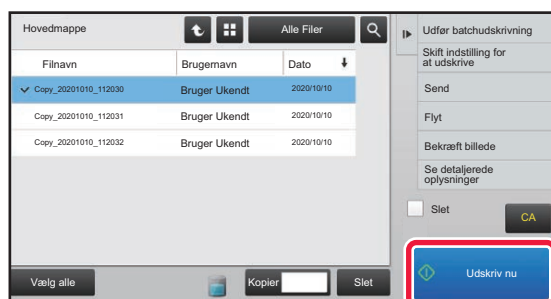 Hovedmappe
Alle Filer
Filnavn Brugernavn Dato
Copy_20201010_112030 Bruger Ukendt 2020/10/10
Copy_20201010_112031 Bruger Ukendt 2020/10/10
Copy_20201010_112032 Bruger Ukendt 2020/10/10
Vælg alle
Kopier
Slet
Udfør batchudskrivning
Skift indstilling for
at udskrive
Send
Flyt
Bekræft billede
Se detaljerede
oplysninger
Slet
CA
Udskriv nu